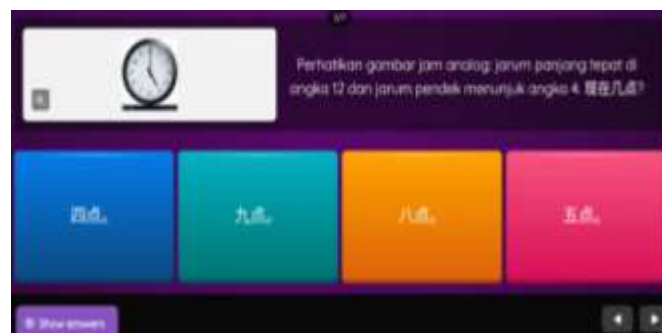 Perhatikan gambar jam analog: jarum panjang tepat di
angka 12 dan jarum pendek menunjuk angka 4. 现在几点?
四点。
九点。
八点。
五点。
Show answers